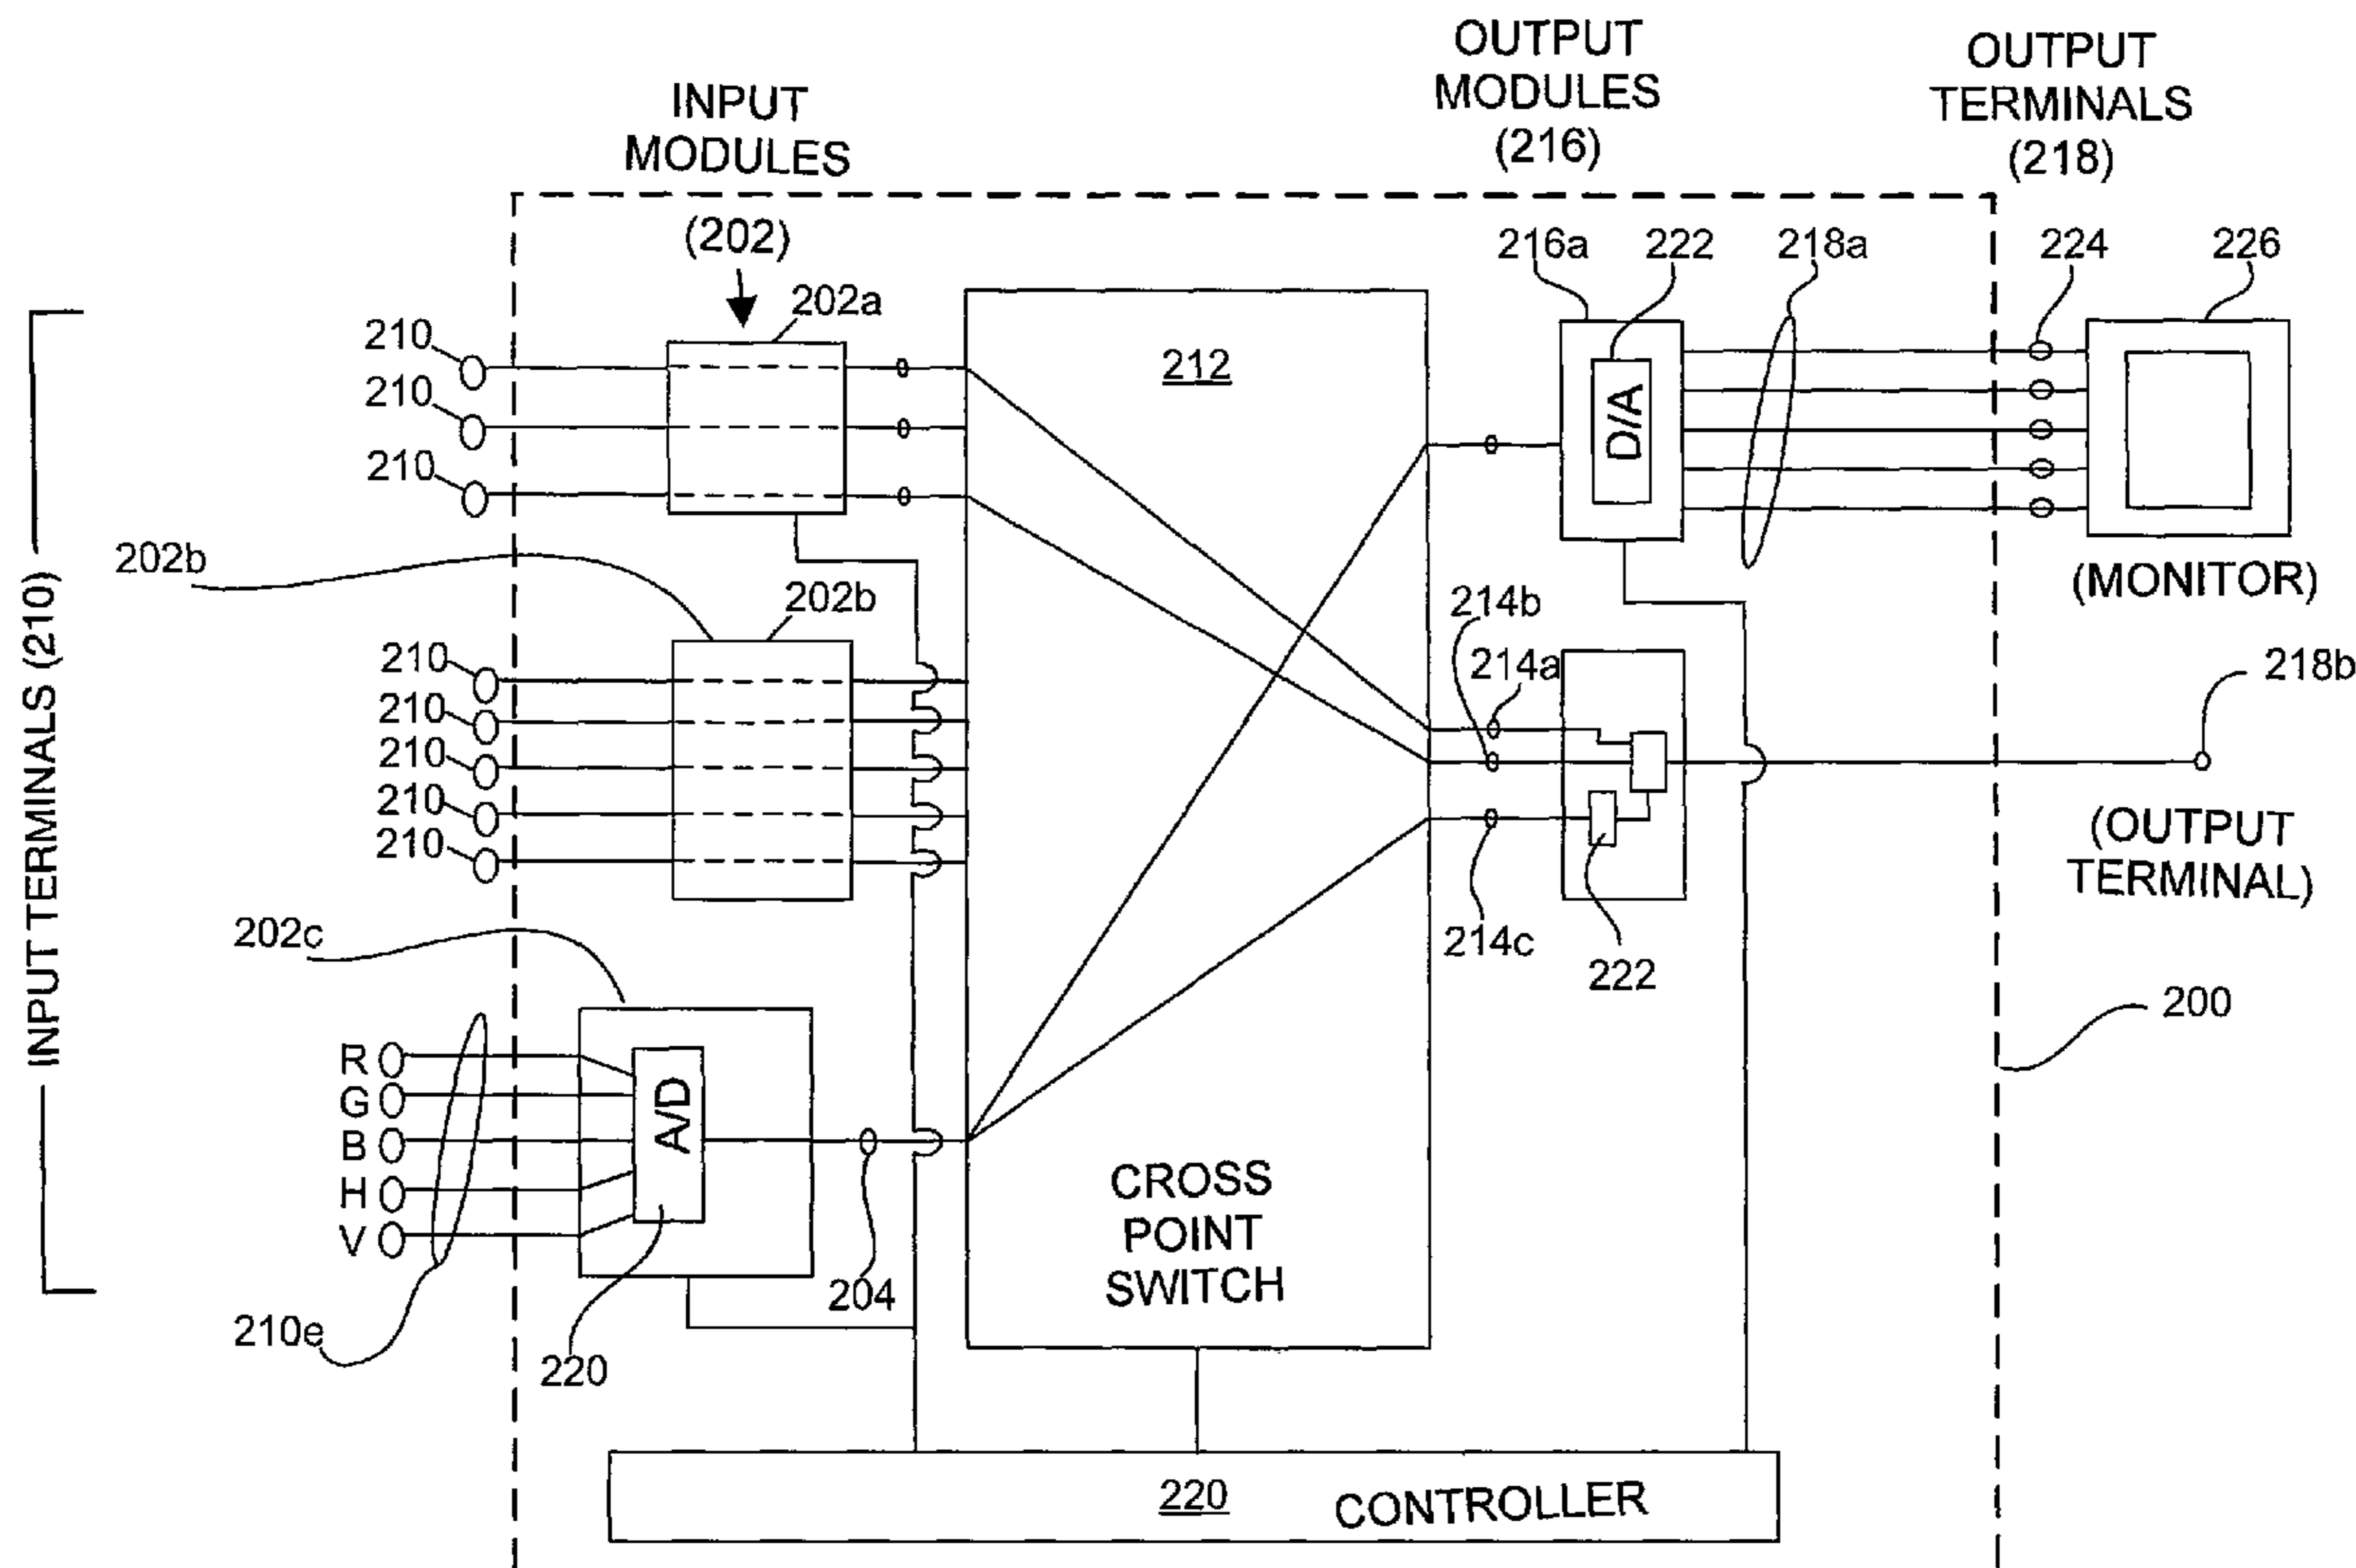 OUTPUT
MODULES
(216)
OUTPUT
TERMINALS
(218)
INPUT
MODULES
(202)
202a
216a
222
218a
224
226
210
210
210
212
D/A
(MONITOR)
INPUT TERMINALS (210)
202b
202b
214b
214a
218b
210
210
210
210
210
(OUTPUT
TERMINAL)
202c
214c
222
200
R
G
B
H
V
A/D
204
CROSS
POINT
SWITCH
210e
220
220
CONTROLLER